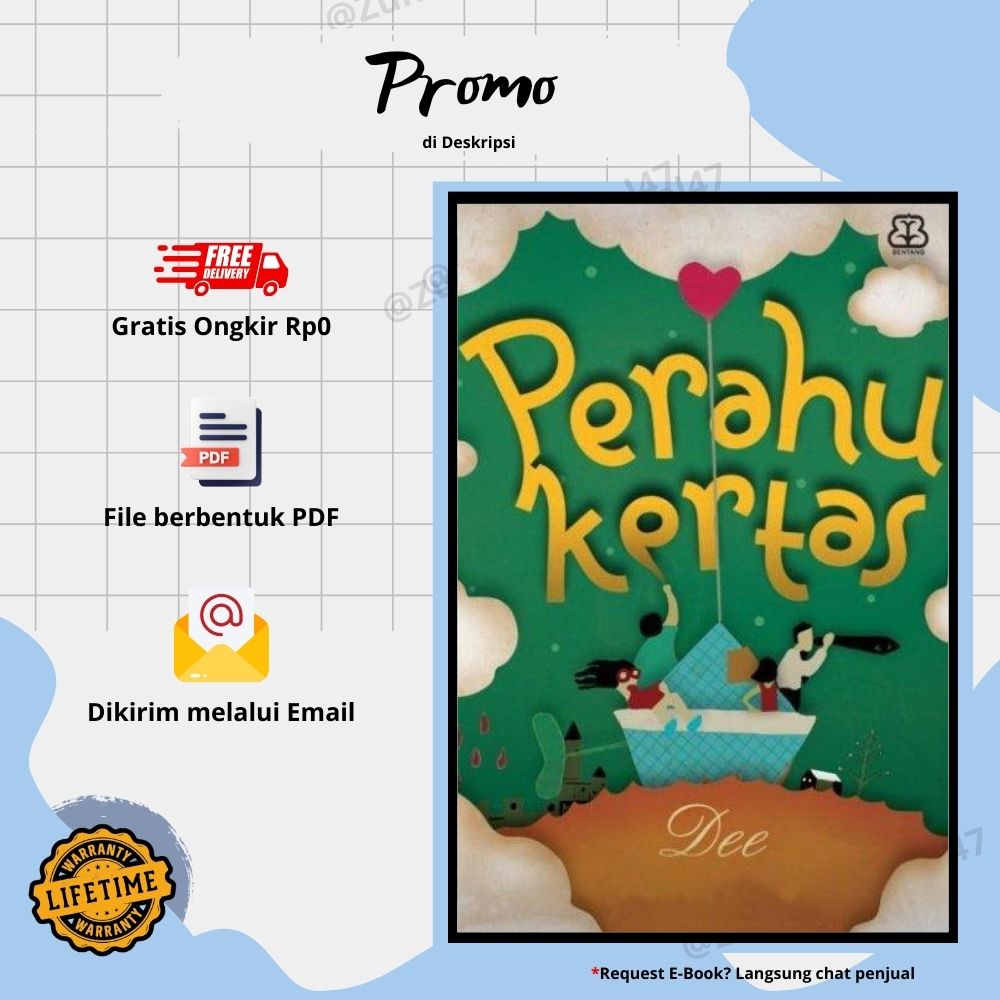 Promo
di Deskripsi
FREE
DELIVERY
Gratis Ongkir Rp0
PDF
File berbentuk PDF
@
Dikirim melalui Email
WARRANTY
LIFETIME
WARRANTY
BENTANG
Perahu
kertas
Dee
*Request E-Book? Langsung chat penjual